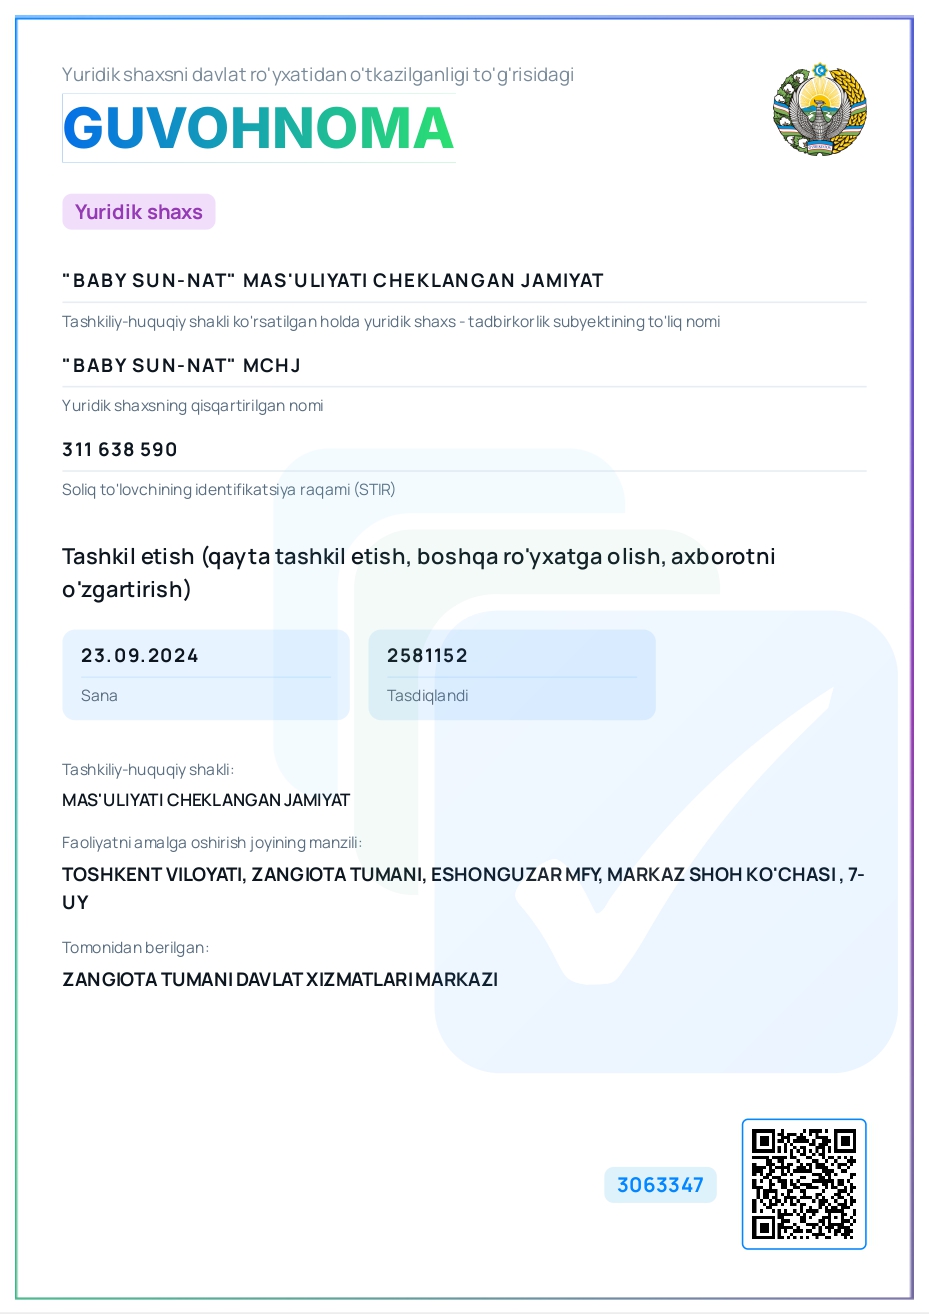 Yuridik shaxsni davlat ro'yxatidan o'tkazilganligi to'g'risidagi
GUVOHNOMA
Yuridik shaxs
"BABY SUN-NAT" MAS'ULIYATI CHEKLANGAN JAMIYAT
Tashkiliy-huquqiy shakli ko'rsatilgan holda yuridik shaxs - tadbirkorlik subyektining to'liq nomi
"BABY SUN-NAT" MCHJ
Yuridik shaxsning qisqartirilgan nomi
311 638 590
Soliq to'lovchining identifikatsiya raqami (STIR)
Tashkil etish (qayta tashkil etish, boshqa ro'yxatga olish, axborotni
o'zgartirish)
23.09.2024
Sana
2581152
Tasdiqlandi
Tashkiliy-huquqiy shakli:
MAS'ULIYATI CHEKLANGAN JAMIYAT
Faoliyatni amalga oshirish joyining manzili:
TOSHKENT VILOYATI, ZANGIOTA TUMANI, ESHONGUZAR MFY, MARKAZ SHOH KO'CHASI , 7-
UY
Tomonidan berilgan:
ZANGIOTA TUMANI DAVLAT XIZMATLARI MARKAZI
3063347